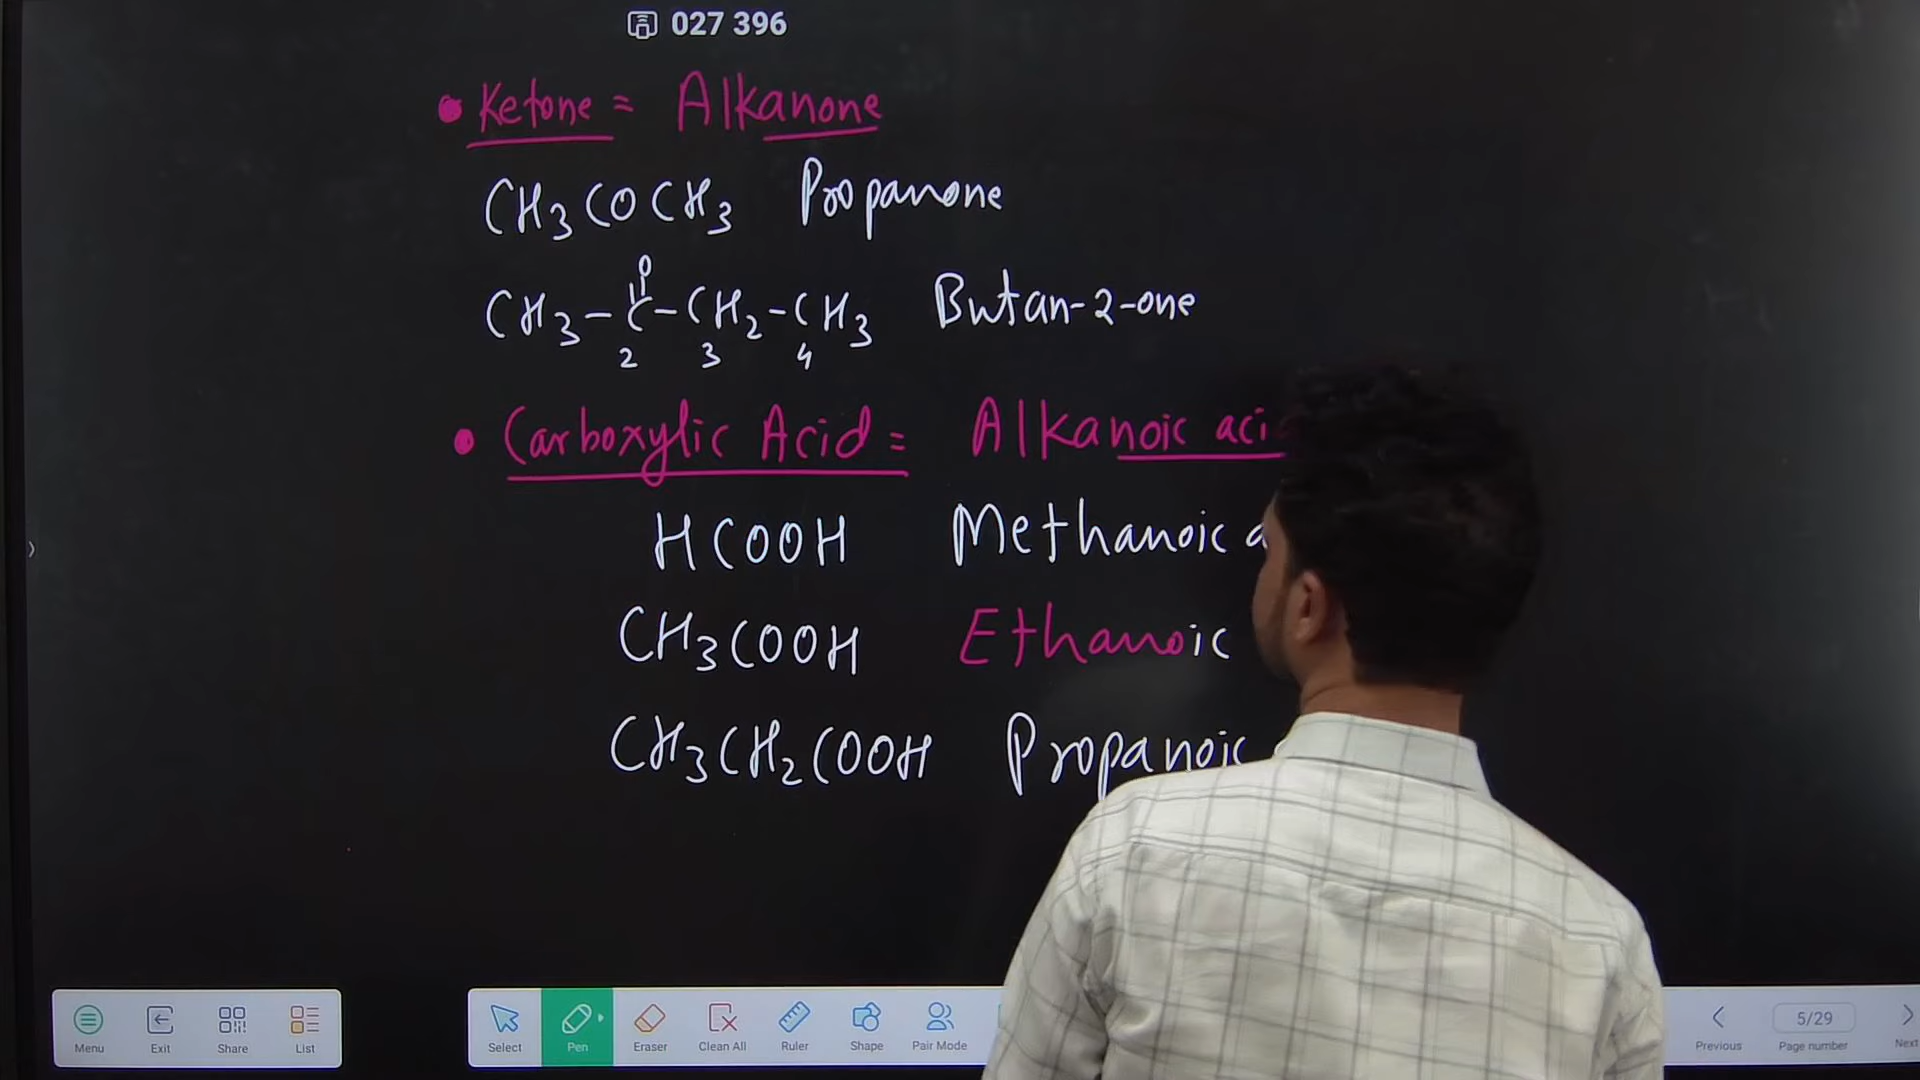 027 396
• Ketone = Alkanone
CH3COCH3 Propanone
O
CH3-C-CH2-CH3 Butan-2-one
2 3 4
• Carboxylic Acid = Alkanoic
HCOOH Methanoic
CH3COOH Ethanoic
CH3CH2COOH Propanoic
Menu Exit Share List Select Pen Eraser Clean All Ruler Shape Pair Mode Previous 5/29 Page number Next